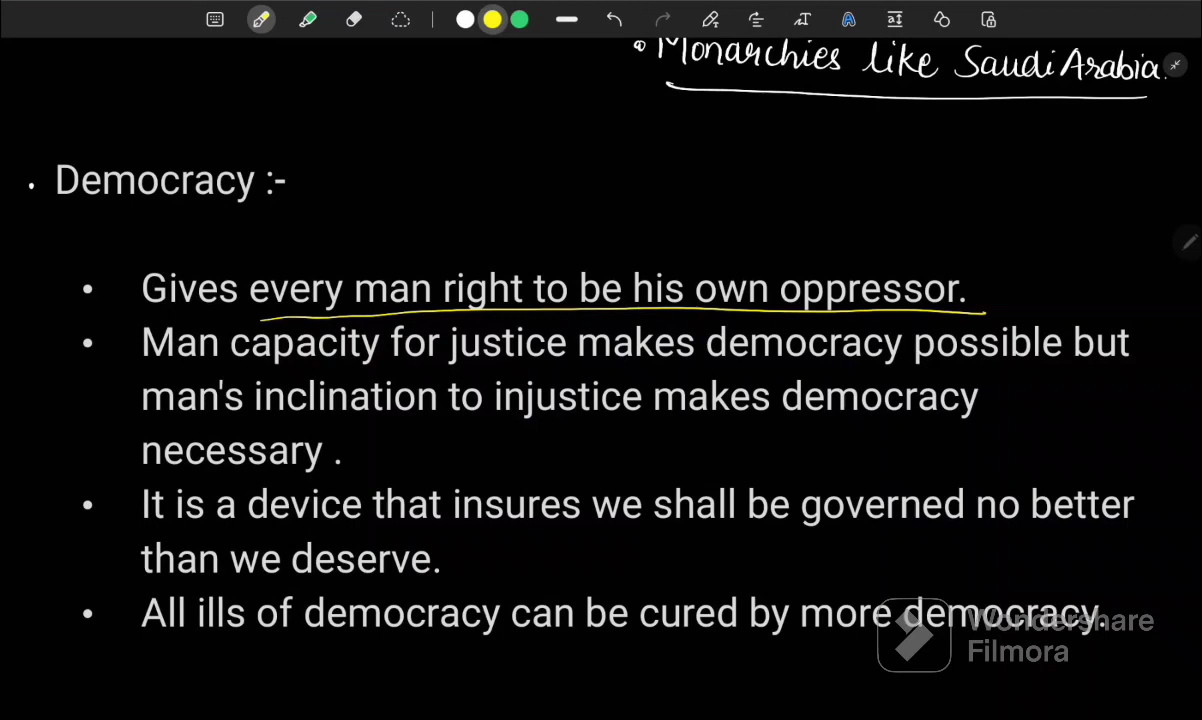 • Monarchies like Saudi Arabia.
• Democracy :-
• Gives every man right to be his own oppressor.
• Man capacity for justice makes democracy possible but
man's inclination to injustice makes democracy
necessary .
• It is a device that insures we shall be governed no better
than we deserve.
• All ills of democracy can be cured by more democracy.
Wondershare
Filmora